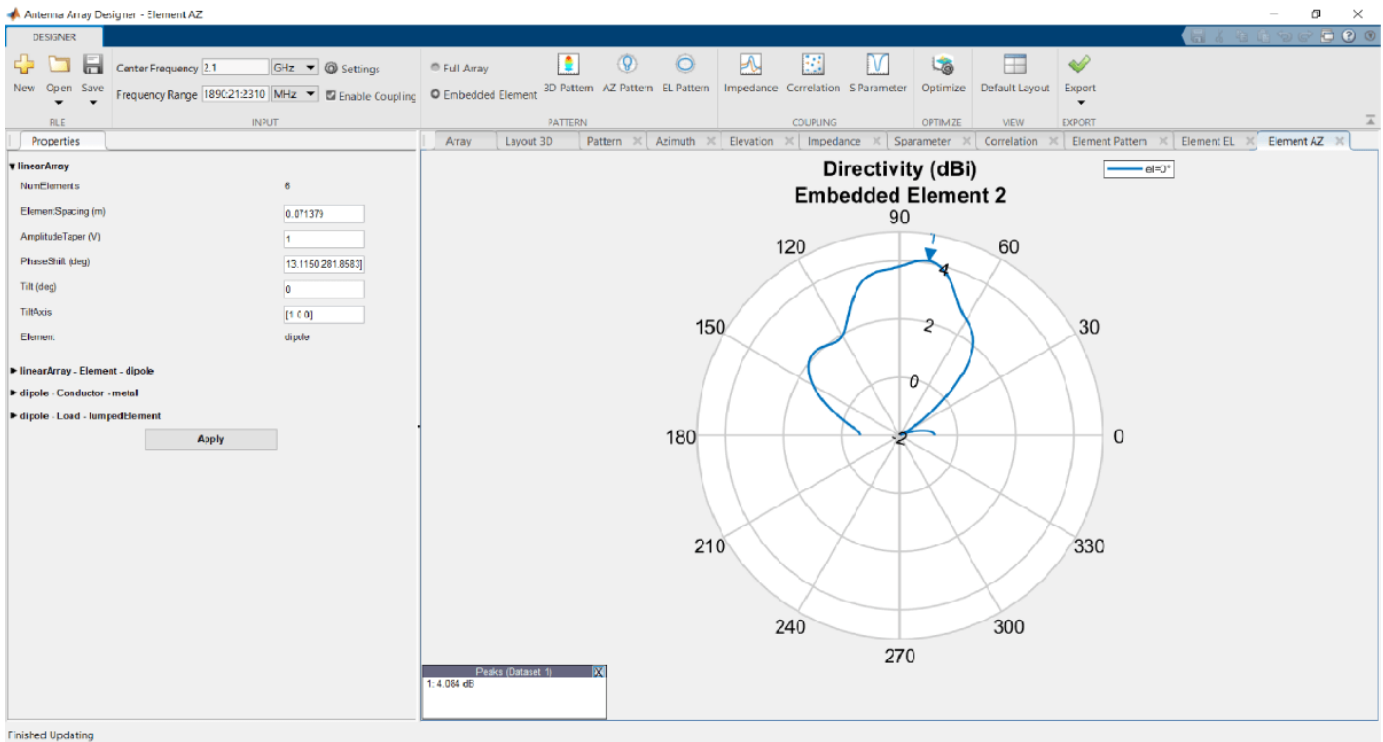 Antenna Array Designer - Element AZ
DESIGNER
New Open Save
FILE
Center Frequency 2.1 GHz Settings
Frequency Range 1890:21:2310 MHz Enable Coupling
INPUT
Full Array
Embedded Element
3D Pattern AZ Pattern EL Pattern
PATTERN
Impedance Correlation S Parameter
COUPLING
Optimize
OPTIMIZE
Default Layout
VIEW
Export
EXPORT
Properties
linearArray
NumElements 6
ElementSpacing (m) 0.071379
AmplitudeTaper (V) 1
PhaseShift (deg) 13.1150 281.8583]
Tilt (deg) 0
TiltAxis [1 0 0]
Element dipole
linearArray - Element - dipole
dipole - Conductor - metal
dipole - Load - lumpedElement
Apply
Array Layout 3D Pattern Azimuth Elevation Impedance Sparameter Correlation Element Pattern Element EL Element AZ
Directivity (dBi)
Embedded Element 2
el=0°
90
120 60
4
150 2 30
0
180 -2 0
210 330
240 300
270
Peaks (Dataset 1)
1: 4.084 dB
Finished Updating